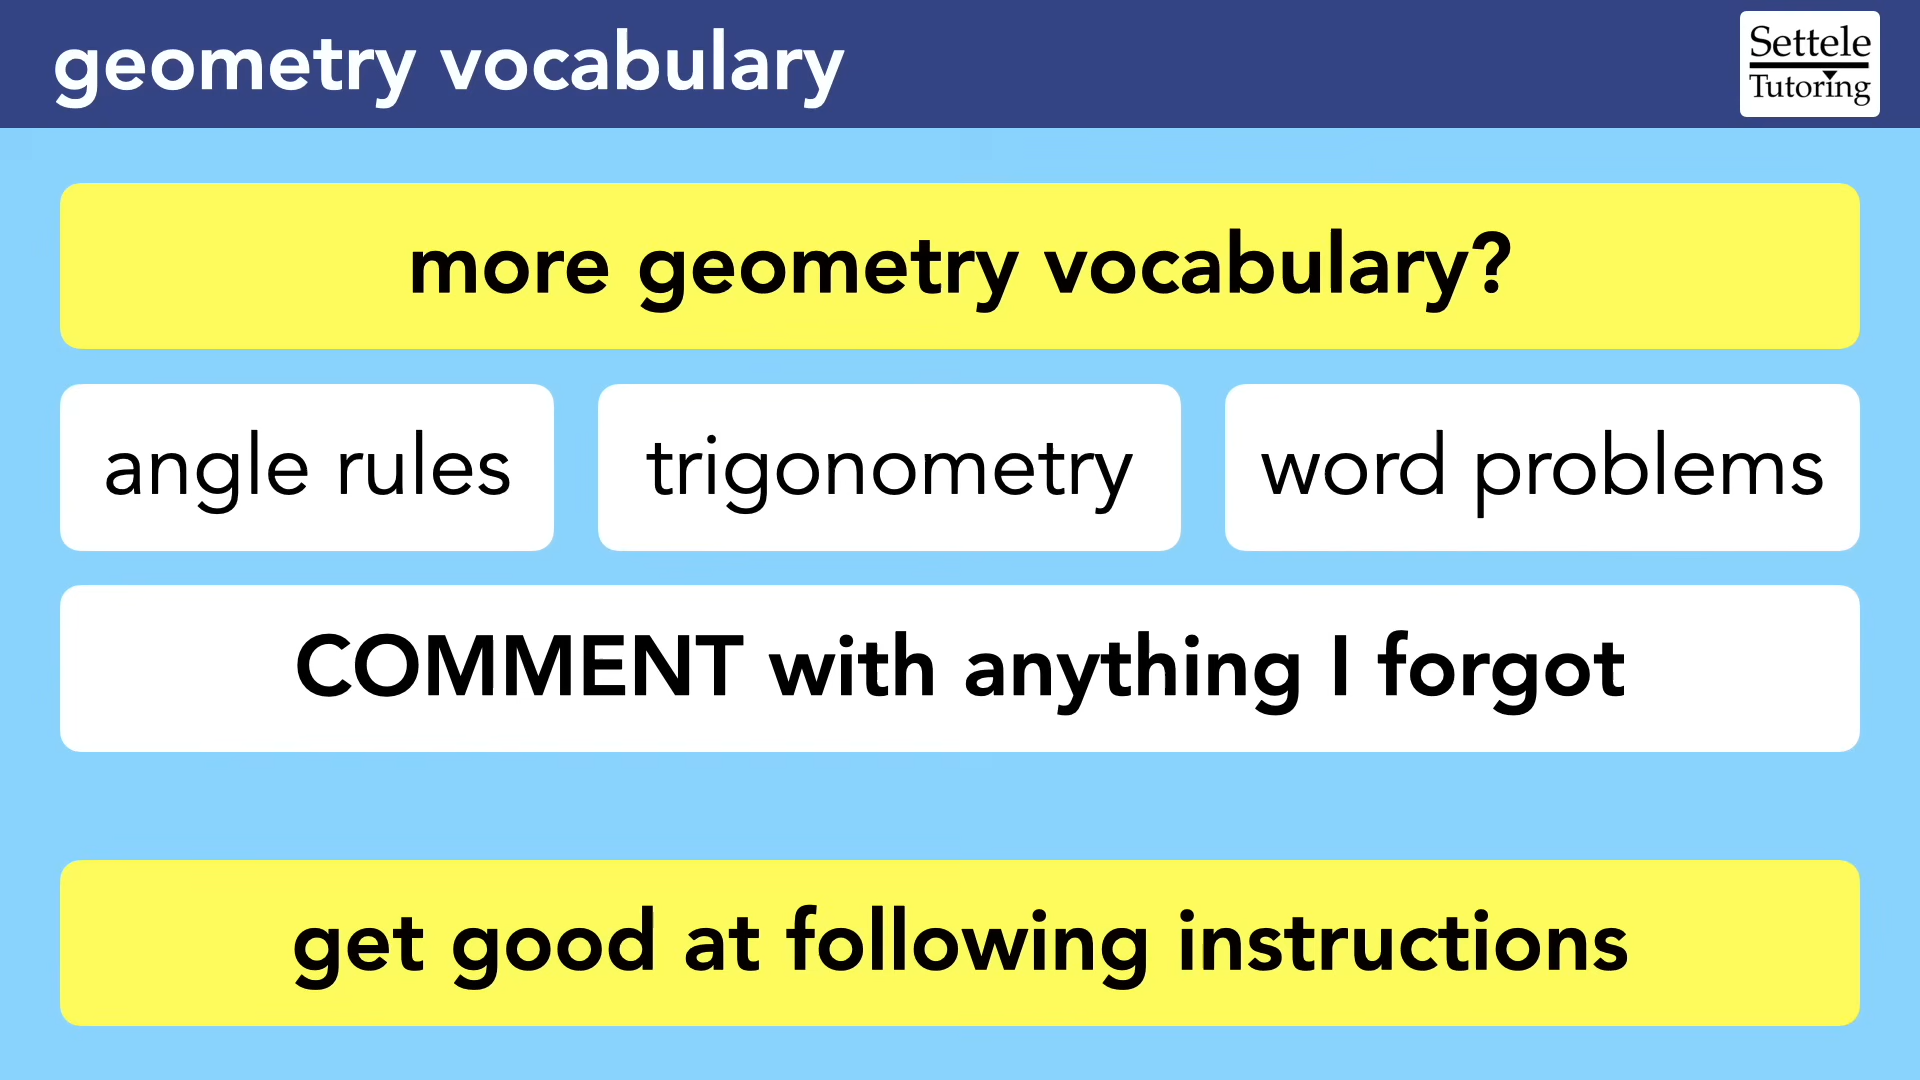 geometry vocabulary
Settele
Tutoring
more geometry vocabulary?
angle rules
trigonometry
word problems
COMMENT with anything I forgot
get good at following instructions